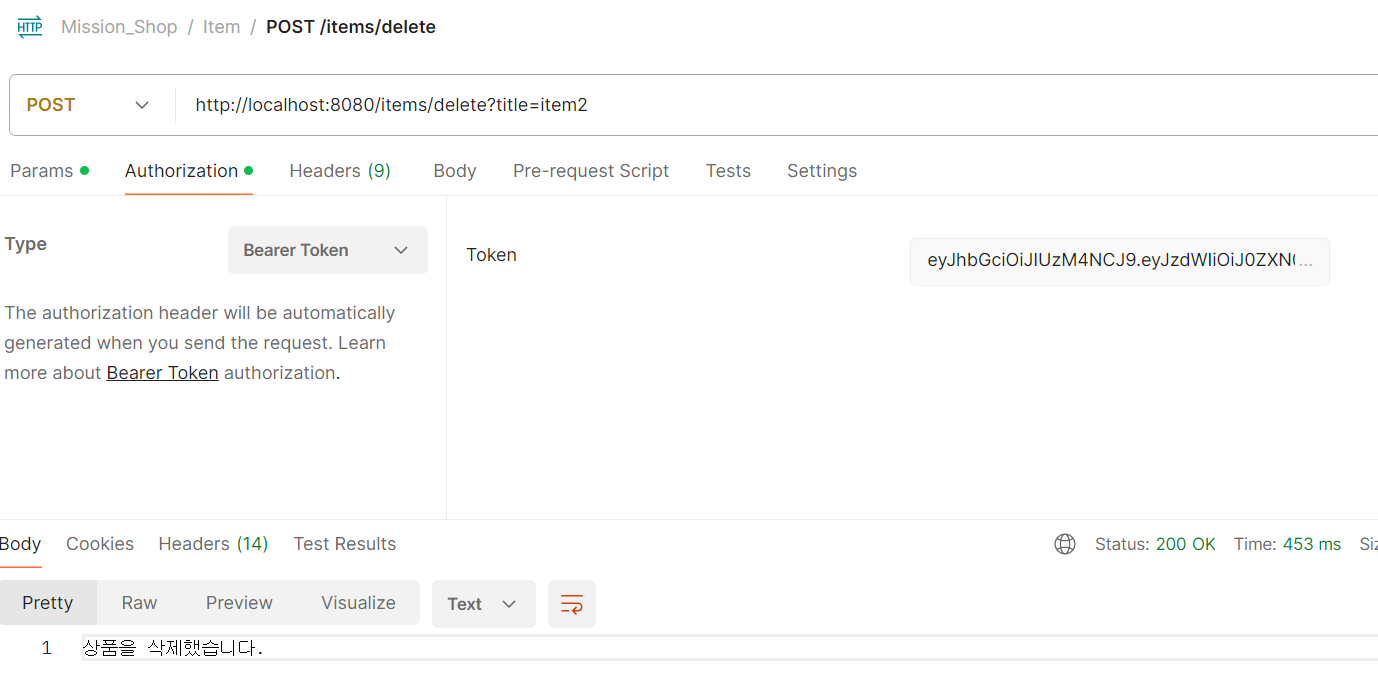 HTTP Mission_Shop / Item / POST /items/delete
POST http://localhost:8080/items/delete?title=item2
Params Authorization Headers (9) Body Pre-request Script Tests Settings
Type Bearer Token Token eyJhbGciOiJIUzM4NCJ9.eyJzdWIiOiJ0ZXN0...
The authorization header will be automatically
generated when you send the request. Learn
more about Bearer Token authorization.
Body Cookies Headers (14) Test Results Status: 200 OK Time: 453 ms
Pretty Raw Preview Visualize Text
1 상품을 삭제했습니다.